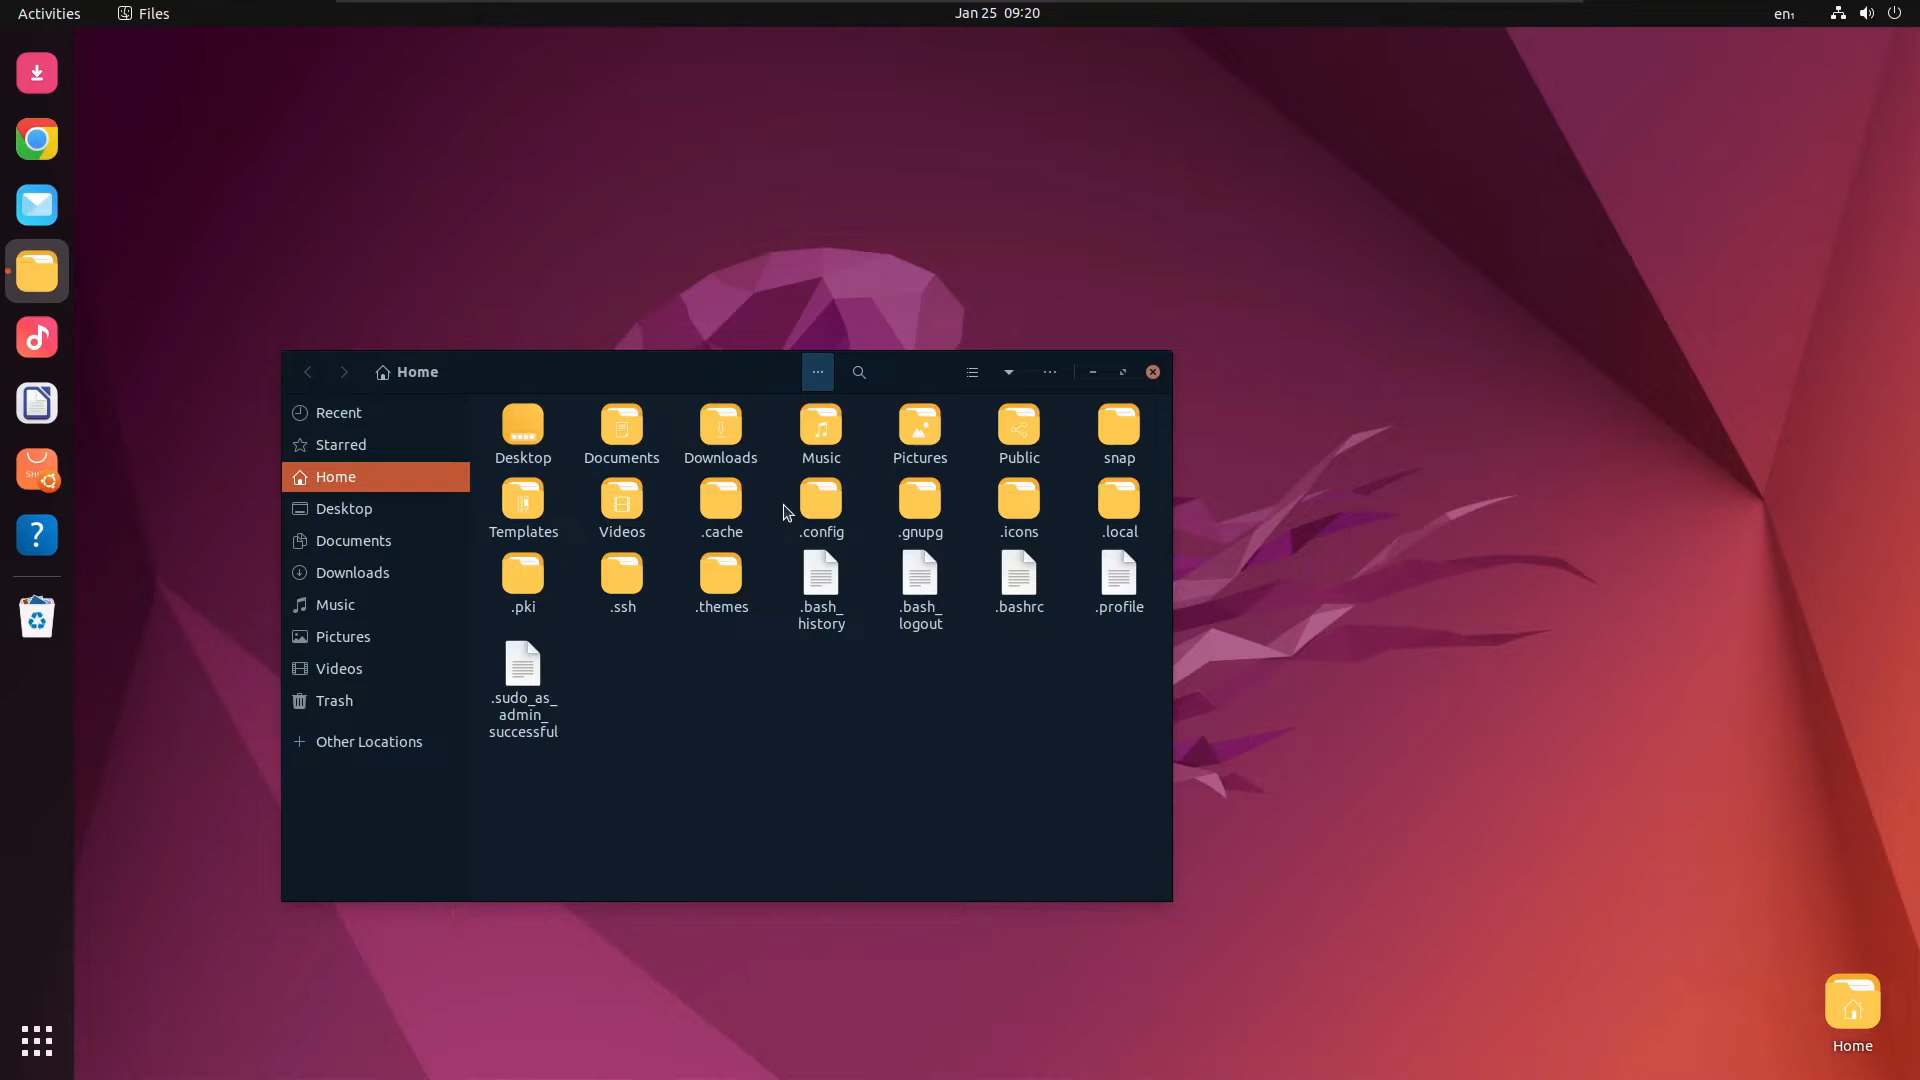 Activities
Files
Jan 25 09:20
en₁
Home
Recent
Starred
Home
Desktop
Documents
Downloads
Music
Pictures
Videos
Trash
Other Locations
Desktop
Documents
Downloads
Music
Pictures
Public
snap
Templates
Videos
.cache
.config
.gnupg
.icons
.local
.pki
.ssh
.themes
.bash_
history
.bash_
logout
.bashrc
.profile
.sudo_as_
admin_
successful
?
Home